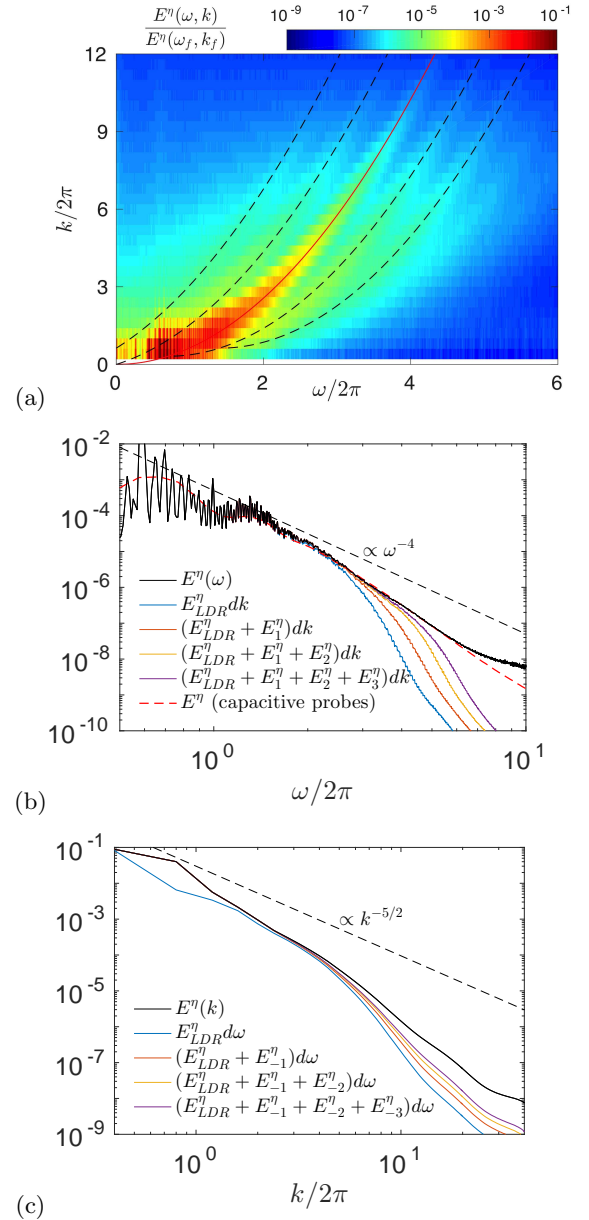 E^η(ω, k) / E^η(ω_f, k_f)
10^-9 10^-7 10^-5 10^-3 10^-1
12
9
6
3
0
k/2π
0 2 4 6
ω/2π
(a)
10^-2
10^-4
10^-6
10^-8
10^-10
∝ ω^-4
E^η(ω)
E^η_LDR dk
(E^η_LDR + E^η_1)dk
(E^η_LDR + E^η_1 + E^η_2)dk
(E^η_LDR + E^η_1 + E^η_2 + E^η_3)dk
E^η (capacitive probes)
10^0 10^1
ω/2π
(b)
10^-1
10^-3
10^-5
10^-7
10^-9
∝ k^-5/2
E^η(k)
E^η_LDR dω
(E^η_LDR + E^η_-1)dω
(E^η_LDR + E^η_-1 + E^η_-2)dω
(E^η_LDR + E^η_-1 + E^η_-2 + E^η_-3)dω
10^0 10^1
k/2π
(c)